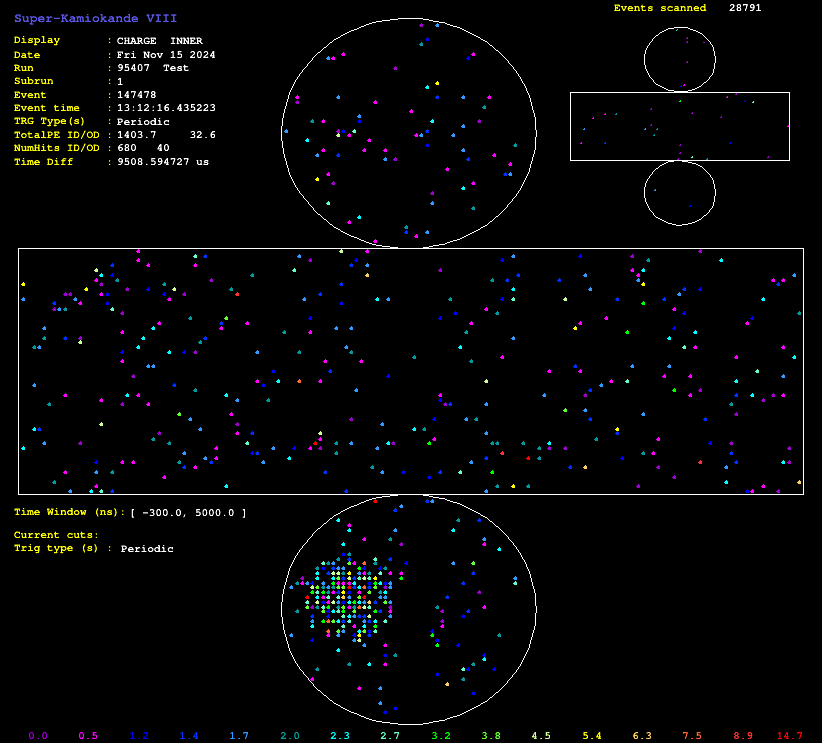 Super-Kamiokande VIII
Events scanned 28791
Display : CHARGE INNER
Date : Fri Nov 15 2024
Run : 95407 Test
Subrun : 1
Event : 147478
Event time : 13:12:16.435223
TRG Type(s) : Periodic
TotalPE ID/OD : 1403.7 32.6
NumHits ID/OD : 680 40
Time Diff : 9508.594727 us
Time Window (ns): [ -300.0, 5000.0 ]
Current cuts:
Trig type (s) : Periodic
0.0 0.5 1.2 1.4 1.7 2.0 2.3 2.7 3.2 3.8 4.5 5.4 6.3 7.5 8.9 14.7